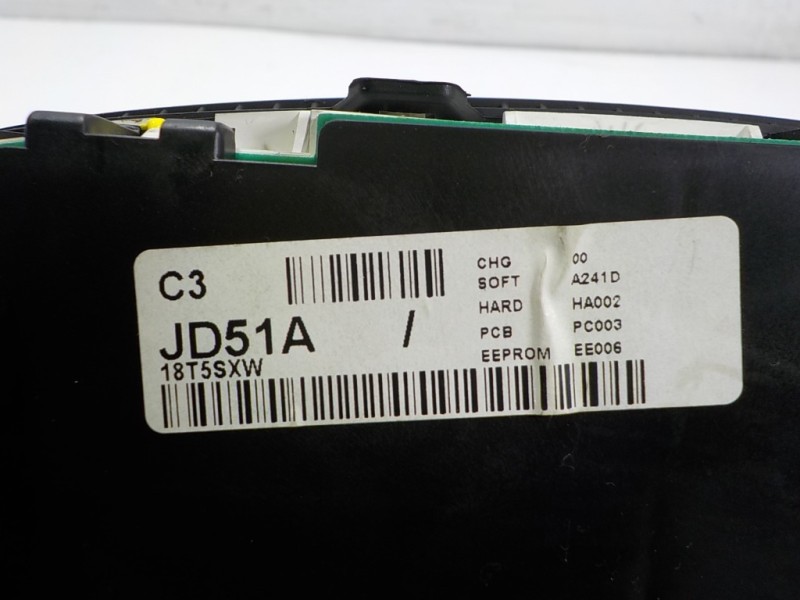 C3
JD51A /
18T5SXW
CHG 00
SOFT A241D
HARD HA002
PCB PC003
EEPROM EE006